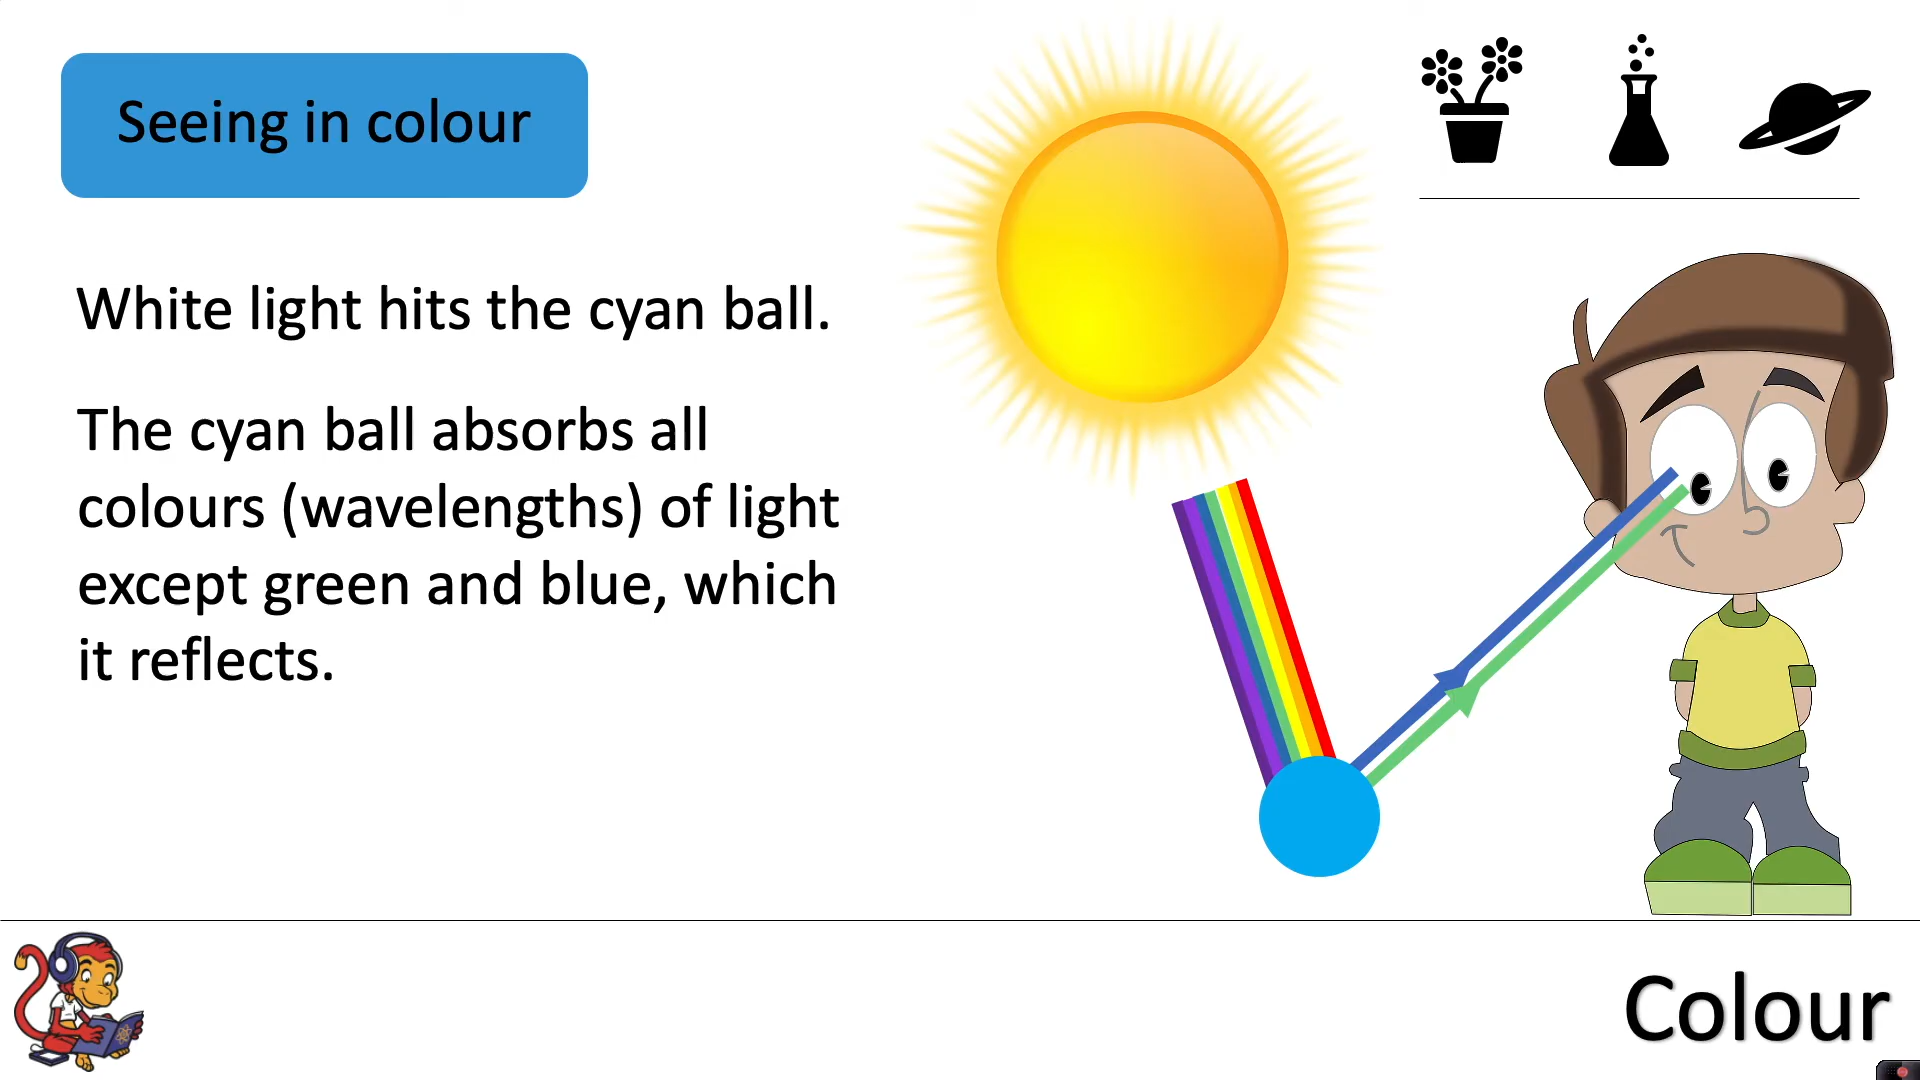 Seeing in colour
White light hits the cyan ball.
The cyan ball absorbs all
colours (wavelengths) of light
except green and blue, which
it reflects.
Colour